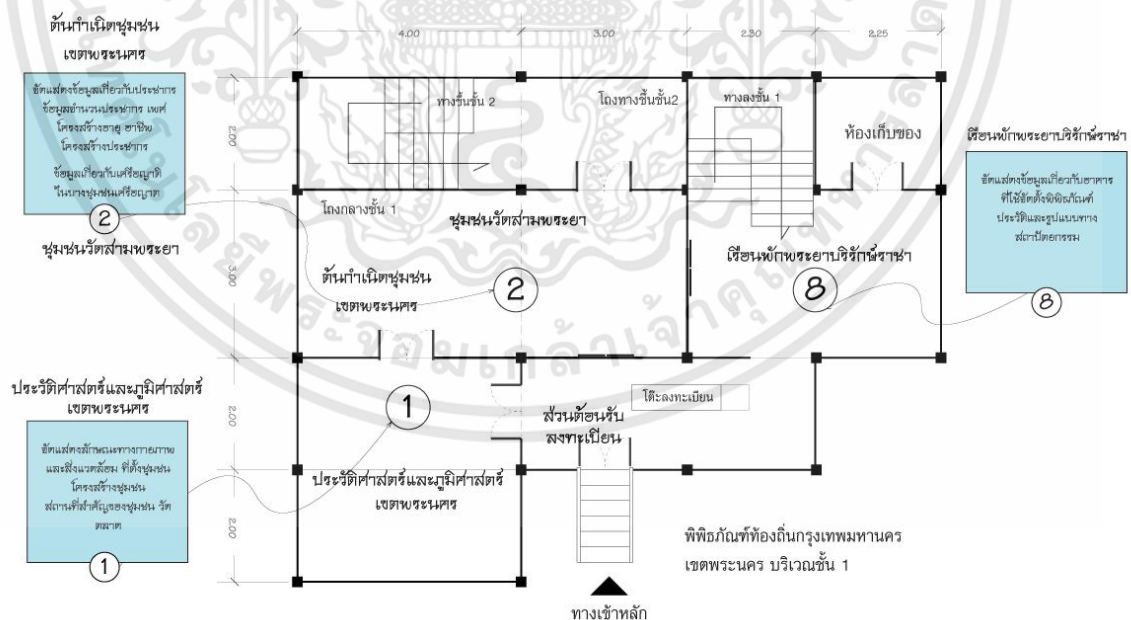 ต้นกำเนิดชุมชน
เขตพระนคร
จัดแสดงข้อมูลเกี่ยวกับประชากร
ข้อมูลจำนวนประชากร เพศ
โครงสร้างอายุ อาชีพ
โครงสร้างประชากร
ข้อมูลเกี่ยวกับเครือญาติ
ในบางชุมชนเครือญาต
2
ชุมชนวัดสามพระยา
4.00
3.00
2.30
2.25
2.00
3.00
2.00
2.00
ทางขึ้นชั้น 2
โถงทางขึ้นชั้น2
ทางลงชั้น 1
ห้องเก็บของ
โถงกลางชั้น 1
ชุมชนวัดสามพระยา
ต้นกำเนิดชุมชน
เขตพระนคร
2
เรือนพักพระยาบริรักษ์ราชา
8
เรือนพักพระยาบริรักษ์ราชา
จัดแสดงข้อมูลเกี่ยวกับอาคาร
ที่ใช้จัดตั้งพิพิธภัณฑ์
ประวัติและรูปแบบทาง
สถาปัตยกรรม
8
ประวัติศาสตร์และภูมิศาสตร์
เขตพระนคร
จัดแสดงลักษณะทางกายภาพ
และสิ่งแวดล้อม ที่ตั้งชุมชน
โครงสร้างชุมชน
สถานที่สำคัญของชุมชน วัด
ตลาด
1
1
ส่วนต้อนรับ
ลงทะเบียน
โต๊ะลงทะเบียน
ประวัติศาสตร์และภูมิศาสตร์
เขตพระนคร
พิพิธภัณฑ์ท้องถิ่นกรุงเทพมหานคร
เขตพระนคร บริเวณชั้น 1
ทางเข้าหลัก